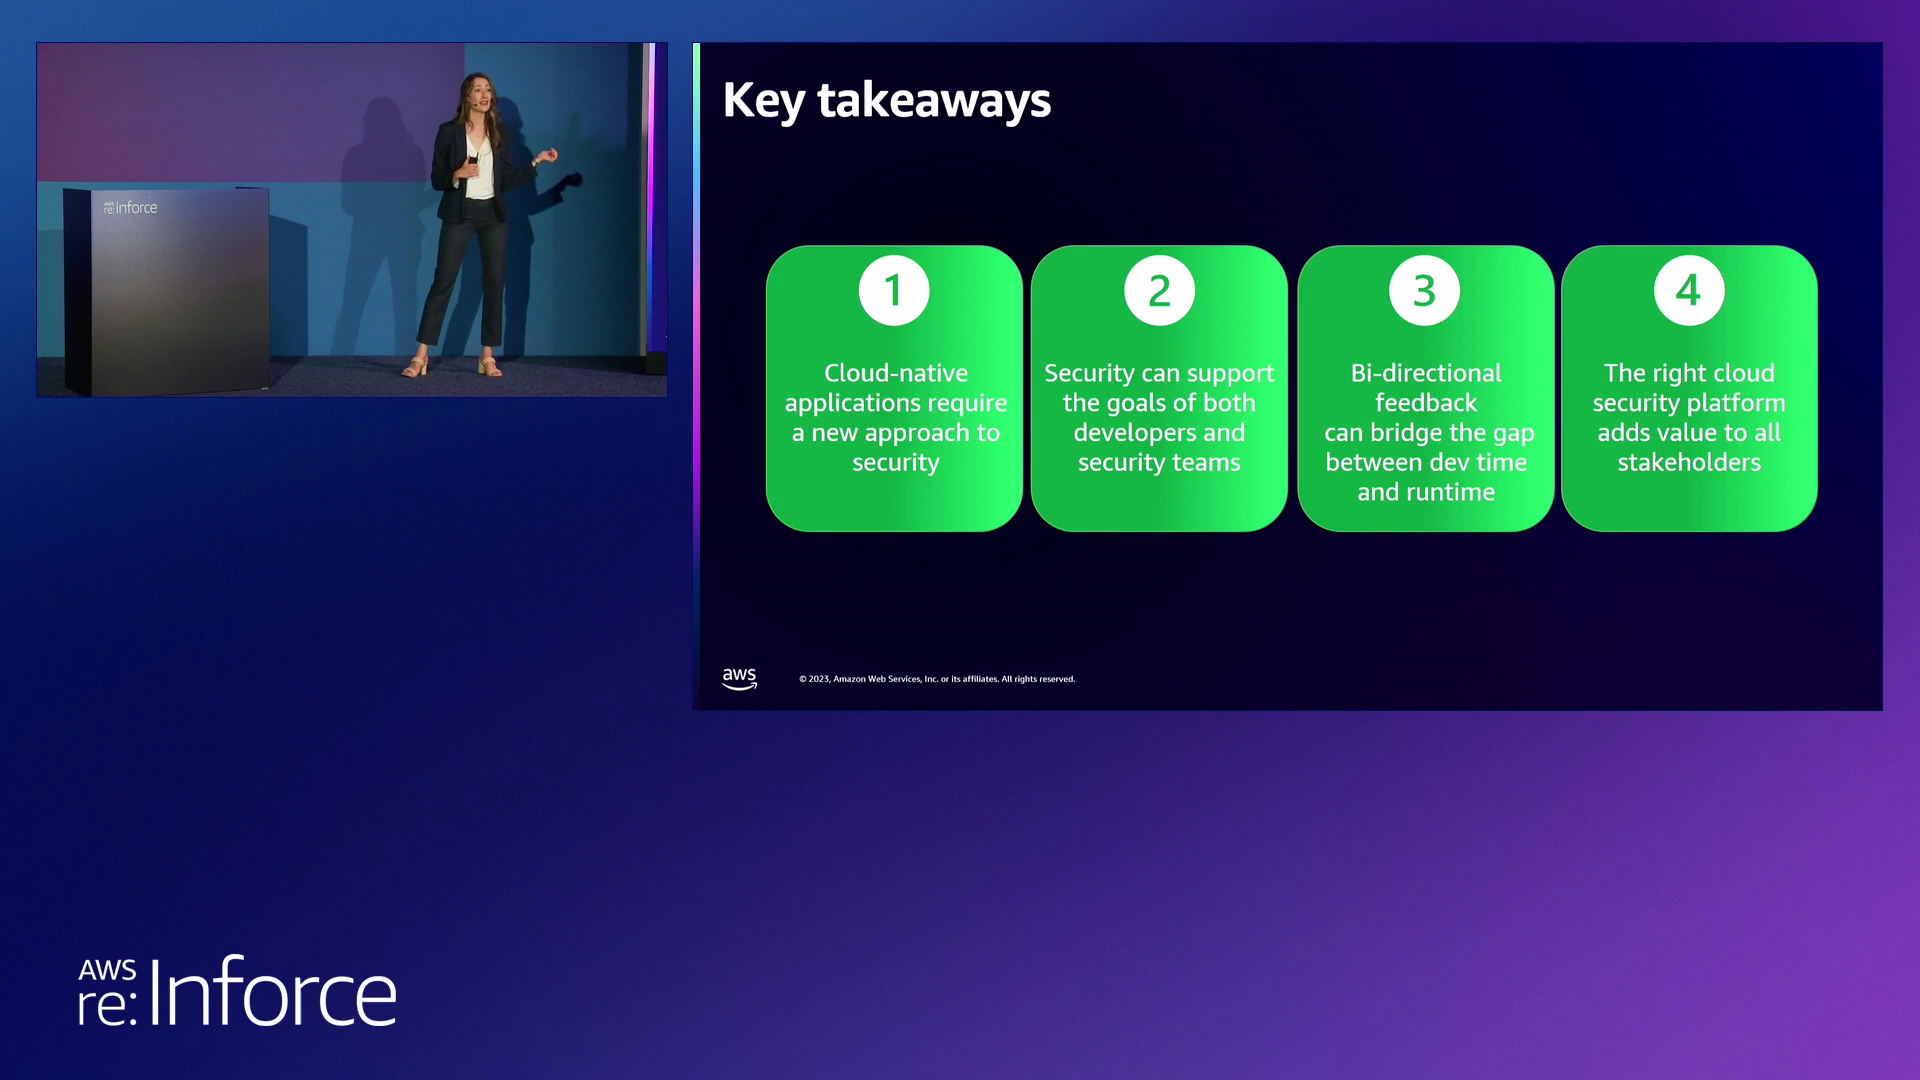 AWS
re:Inforce
Key takeaways
1
Cloud-native
applications require
a new approach to
security
2
Security can support
the goals of both
developers and
security teams
3
Bi-directional
feedback
can bridge the gap
between dev time
and runtime
4
The right cloud
security platform
adds value to all
stakeholders
aws
© 2023, Amazon Web Services, Inc. or its affiliates. All rights reserved.
AWS
re:Inforce